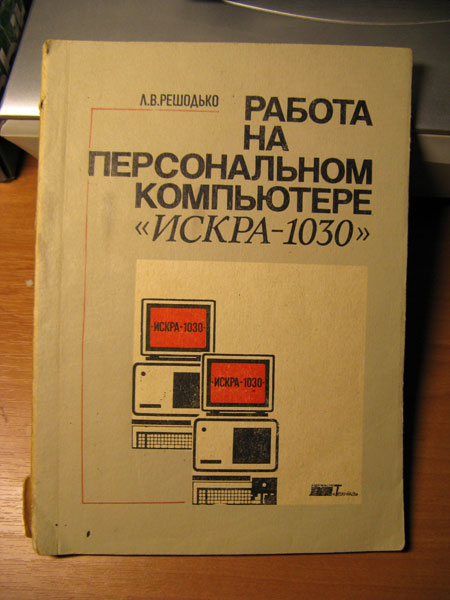 Л.В.РЕШОДЬКО
РАБОТА
НА
ПЕРСОНАЛЬНОМ
КОМПЬЮТЕРЕ
«ИСКРА-1030»
ИСКРА-1030
ИСКРА-1030